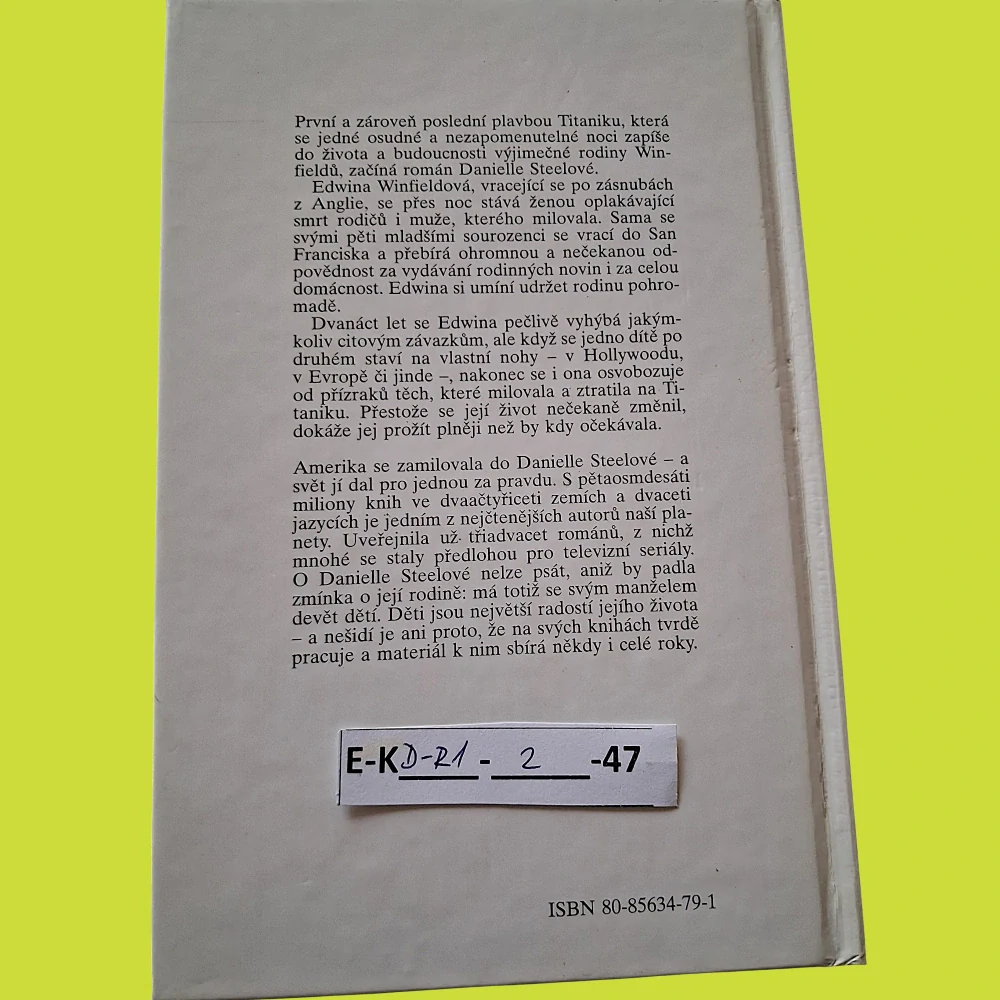 První a zároveň poslední plavbou Titaniku, která
se jedné osudné a nezapomenutelné noci zapíše
do života a budoucnosti výjimečné rodiny Win-
fieldů, začíná román Danielle Steelové.
Edwina Winfieldová, vracející se po zásnubách
z Anglie, se přes noc stává ženou oplakávající
smrt rodičů i muže, kterého milovala. Sama se
svými pěti mladšími sourozenci se vrací do San
Franciska a přebírá ohromnou a nečekanou od-
povědnost za vydávání rodinných novin i za celou
domácnost. Edwina si umíní udržet rodinu pohro-
madě.
Dvanáct let se Edwina pečlivě vyhýbá jakým-
koliv citovým závazkům, ale když se jedno dítě po
druhém staví na vlastní nohy – v Hollywoodu,
v Evropě či jinde –, nakonec se i ona osvobozuje
od přízraků těch, které milovala a ztratila na Ti-
taniku. Přestože se její život nečekaně změnil,
dokáže jej prožít plněji než by kdy očekávala.
Amerika se zamilovala do Danielle Steelové – a
svět jí dal pro jednou za pravdu. S pětaosmdesáti
miliony knih ve dvaačtyřiceti zemích a dvaceti
jazycích je jedním z nejčtenějších autorů naší pla-
nety. Uveřejnila už třiadvacet románů, z nichž
mnohé se staly předlohou pro televizní seriály.
O Danielle Steelové nelze psát, aniž by padla
zmínka o její rodině: má totiž se svým manželem
devět dětí. Děti jsou největší radostí jejího života
– a nešidí je ani proto, že na svých knihách tvrdě
pracuje a materiál k nim sbírá někdy i celé roky.
E-KD-R1-2-47
ISBN 80-85634-79-1